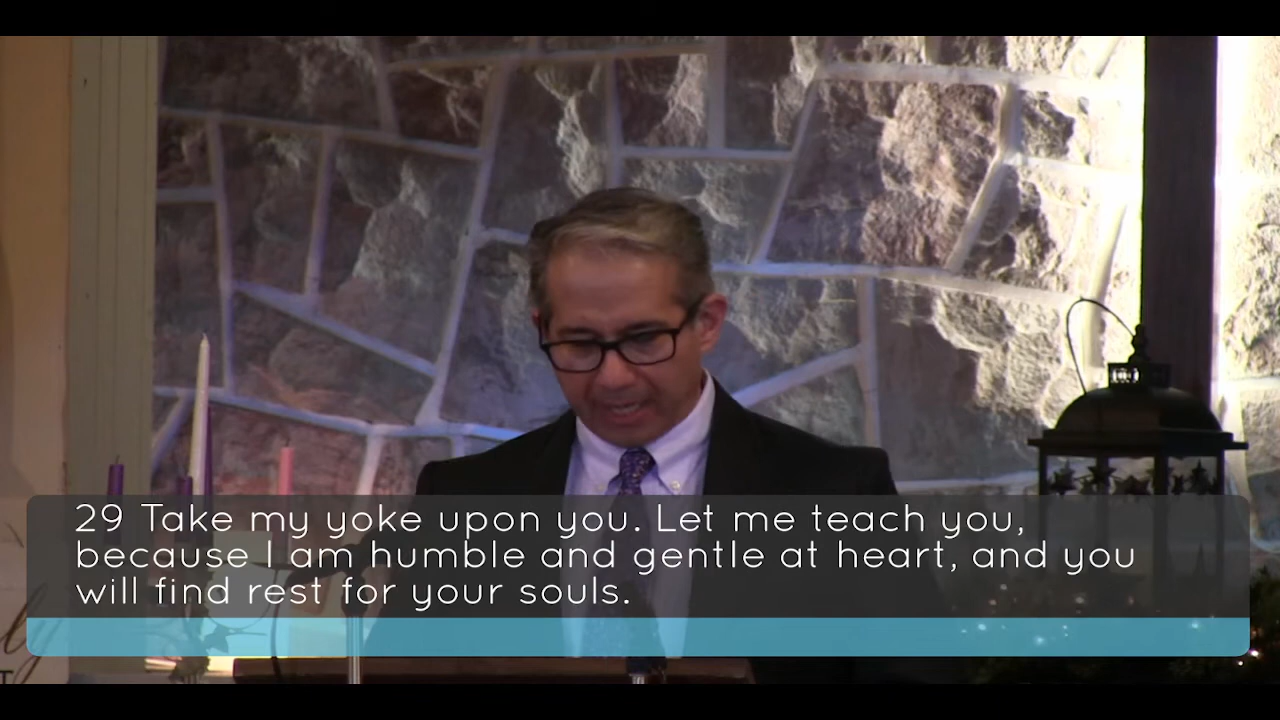 29 Take my yoke upon you. Let me teach you,
because I am humble and gentle at heart, and you
will find rest for your souls.